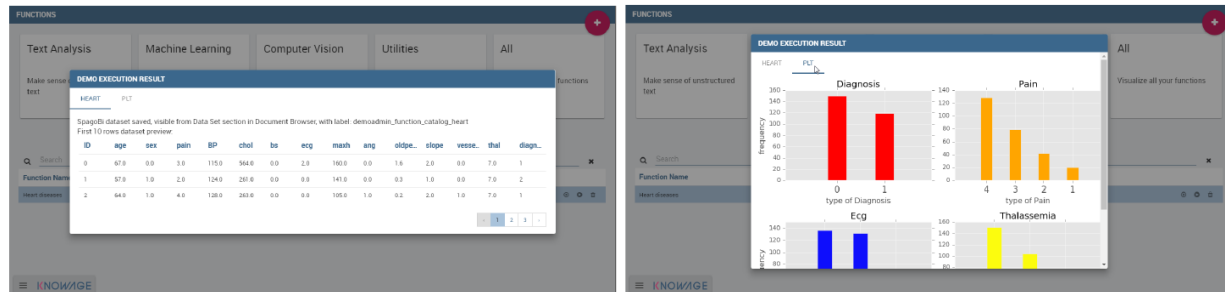 FUNCTIONS
+
Text Analysis Machine Learning Computer Vision Utilities All
Make sense
text
functions
DEMO EXECUTION RESULT
HEART PLT
SpagoBi dataset saved, visible from Data Set section in Document Browser, with label: demoadmin_function_catalog_heart
First 10 rows dataset preview:
ID age sex pain BP chol bs ecg maxh ang oldpe... slope vesse... thal diagn...
0 67.0 0.0 3.0 115.0 564.0 0.0 2.0 160.0 0.0 1.6 2.0 0.0 7.0 1
1 57.0 1.0 2.0 124.0 261.0 0.0 0.0 141.0 0.0 0.3 1.0 0.0 7.0 2
2 64.0 1.0 4.0 128.0 263.0 0.0 0.0 105.0 1.0 0.2 2.0 1.0 7.0 1
1 2 3
Search
Function Name
Heart diseases
KNOWAGE
FUNCTIONS
+
Text Analysis All
Make sense of unstructured
text
Visualize all your functions
DEMO EXECUTION RESULT
HEART PLT
Diagnosis
160
140
120
100
80
60
40
20
0
frequency
0 1
type of Diagnosis
Pain
140
120
100
80
60
40
20
0
4 3 2 1
type of Pain
Ecg
140
120
100
80
Thalassemia
160
140
120
100
80
Search
Function Name
Heart diseases
KNOWAGE